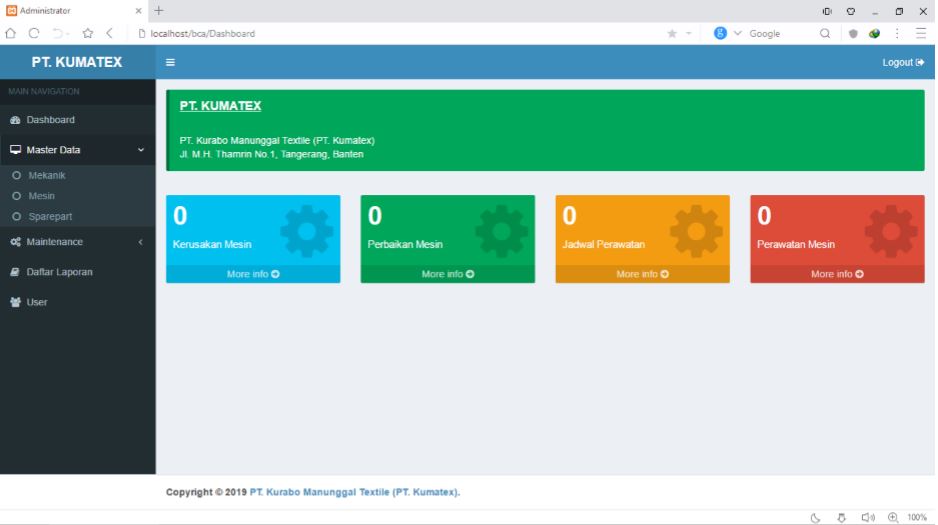 Administrator
localhost/bca/Dashboard
Google
PT. KUMATEX
Logout
MAIN NAVIGATION
Dashboard
Master Data
Mekanik
Mesin
Sparepart
Maintenance
Daftar Laporan
User
PT. KUMATEX
PT. Kurabo Manunggal Textile (PT. Kumatex)
Jl. M.H. Thamrin No.1, Tangerang, Banten
0
Kerusakan Mesin
More info
0
Perbaikan Mesin
More info
0
Jadwal Perawatan
More info
0
Perawatan Mesin
More info
Copyright © 2019 PT. Kurabo Manunggal Textile (PT. Kumatex).
100%